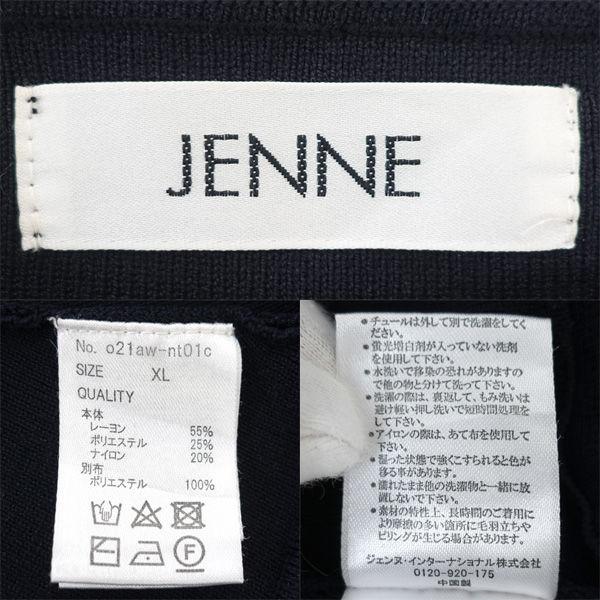 JENNE
No. o21aw-nt01c
SIZE XL
QUALITY
本体
レーヨン 55%
ポリエステル 25%
ナイロン 20%
別布
ポリエステル 100%
•チュールは外して別で洗濯をしてください。
•蛍光増白剤が入っていない洗剤
を使用して下さい。
•水洗いで移染の恐れがありますの
で他の物と分けて洗って下さい。
•洗濯の際は、裏返して、もみ洗いは
避け軽い押し洗いで短時間処理を
して下さい。
•アイロンの際は、あて布を使用して
下さい。
•湿った状態で強くこすられると色が
移る事があります。
•濡れたまま他の洗濯物と一緒に放
置しないで下さい。
•素材の特性上、長時間のご着用に
より摩擦の多い箇所に毛羽立ちや
ピリングが生じる場合があります。
ジェンヌ・インターナショナル株式会社
0120-920-175
中国製